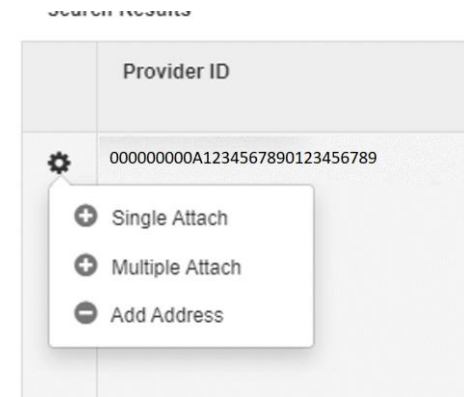 Search Results
Provider ID
000000000A1234567890123456789
Single Attach
Multiple Attach
Add Address